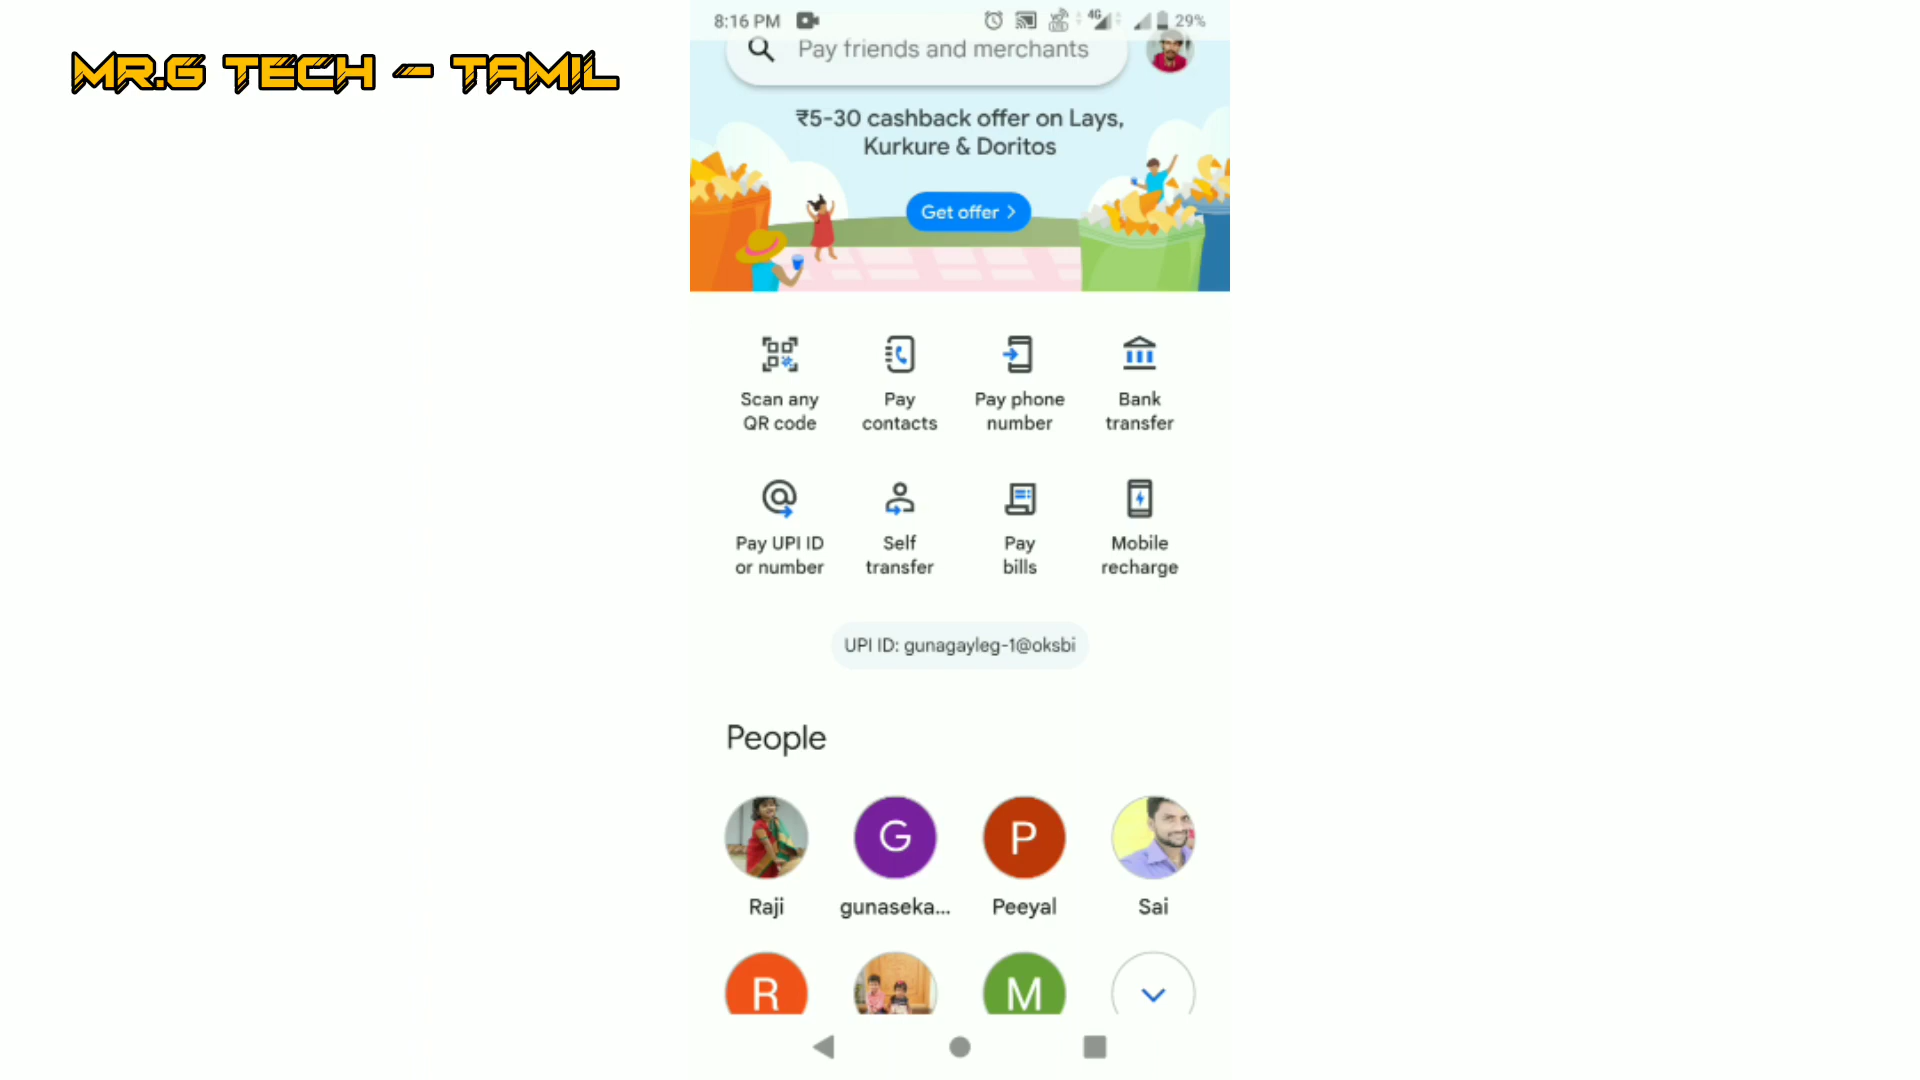 MR.G TECH - TAMIL
8:16 PM
4G
29%
Pay friends and merchants
₹5-30 cashback offer on Lays,
Kurkure & Doritos
Get offer >
Scan any
QR code
Pay
contacts
Pay phone
number
Bank
transfer
Pay UPI ID
or number
Self
transfer
Pay
bills
Mobile
recharge
UPI ID: gunagayleg-1@oksbi
People
G
P
Raji
gunaseka...
Peeyal
Sai
R
M